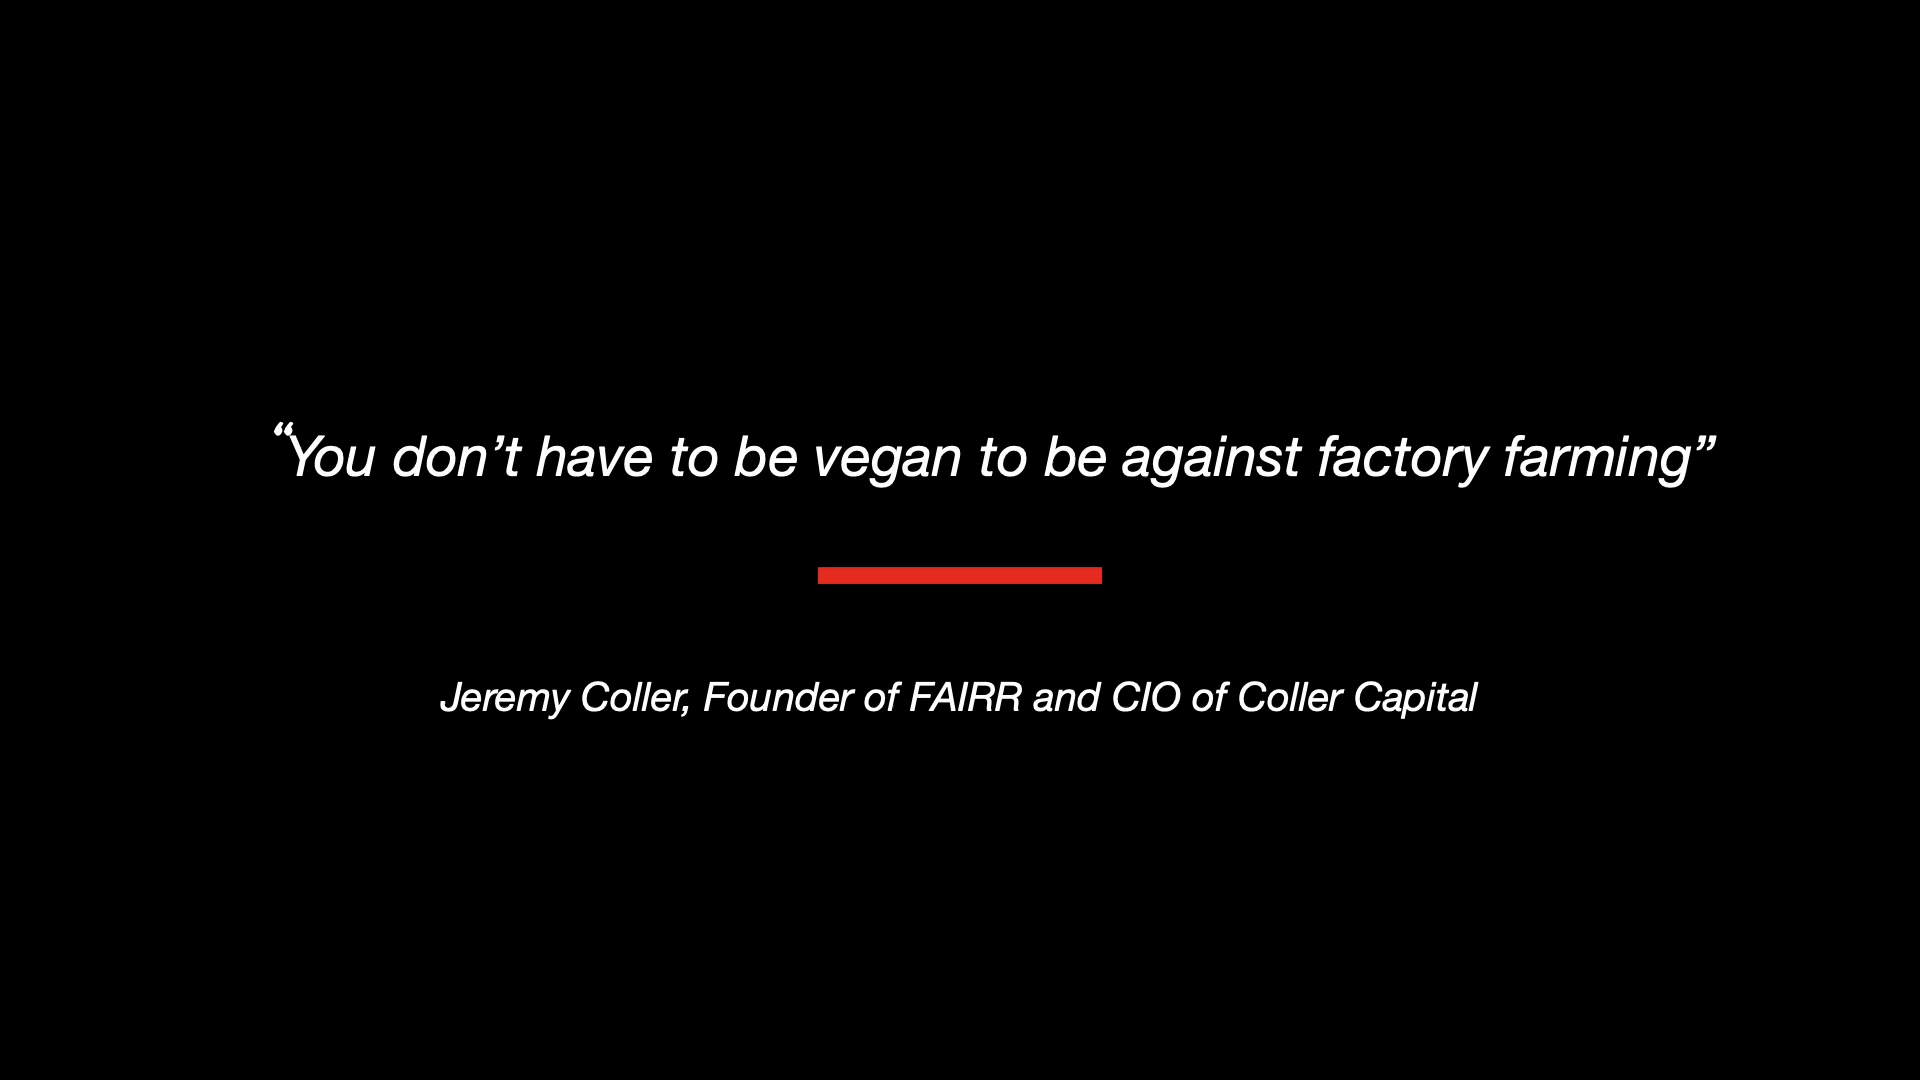 “You don’t have to be vegan to be against factory farming”
Jeremy Coller, Founder of FAIRR and CIO of Coller Capital